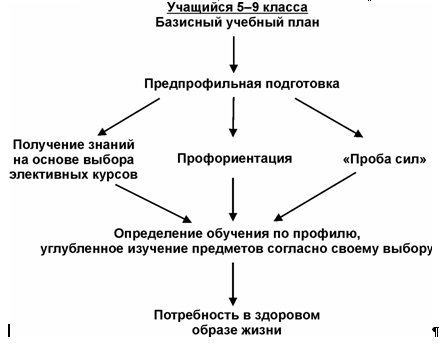 Учащийся 5–9 класса
Базисный учебный план
Предпрофильная подготовка
Получение знаний
на основе выбора
элективных курсов
Профориентация
«Проба сил»
Определение обучения по профилю,
углубленное изучение предметов согласно своему выбору
Потребность в здоровом
образе жизни
¶